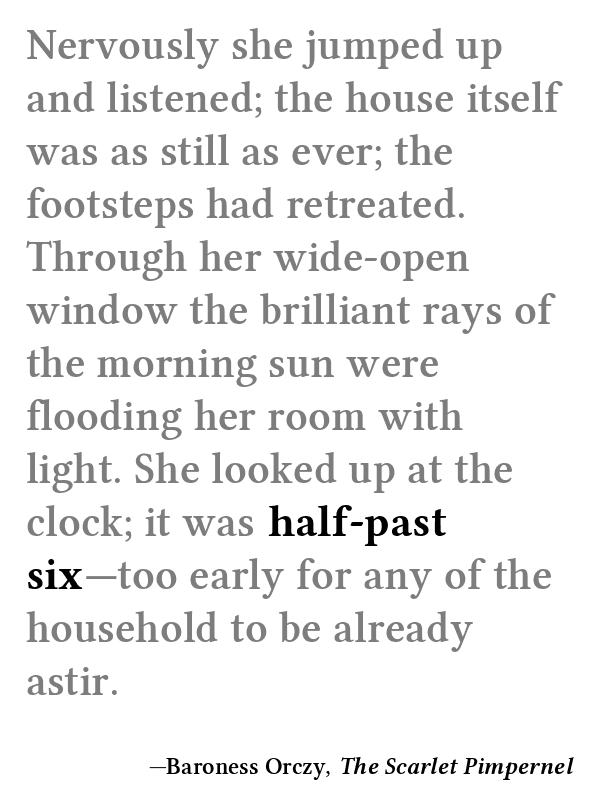 Nervously she jumped up
and listened; the house itself
was as still as ever; the
footsteps had retreated.
Through her wide-open
window the brilliant rays of
the morning sun were
flooding her room with
light. She looked up at the
clock; it was half-past
six—too early for any of the
household to be already
astir.
—Baroness Orczy, The Scarlet Pimpernel